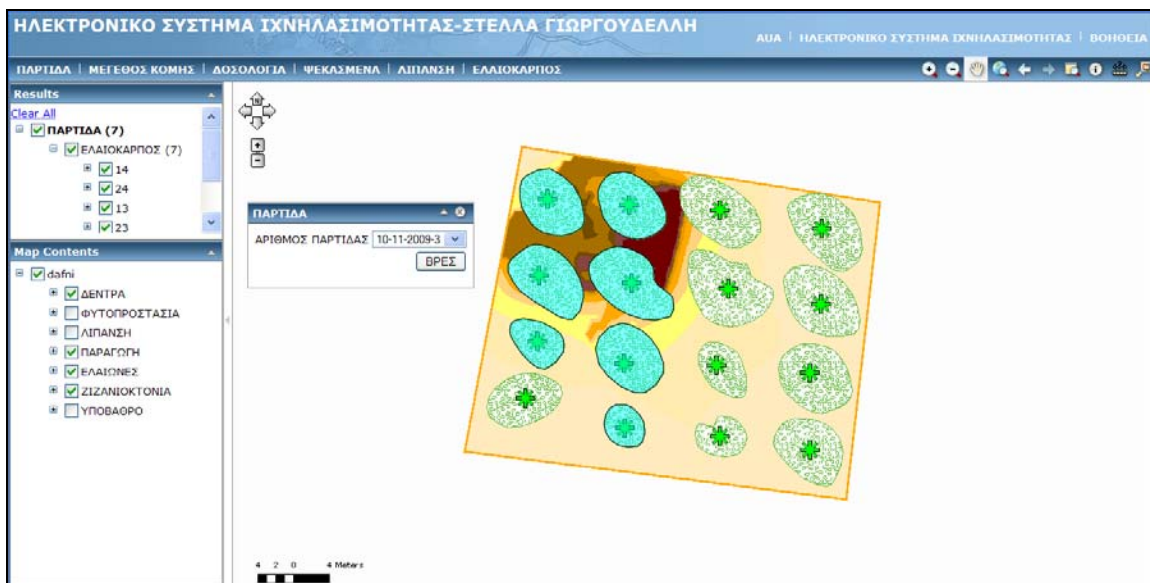 ΗΛΕΚΤΡΟΝΙΚΟ ΣΥΣΤΗΜΑ ΙΧΝΗΛΑΣΙΜΟΤΗΤΑΣ-ΣΤΕΛΛΑ ΓΙΩΡΓΟΥΔΕΛΛΗ
AUA | ΗΛΕΚΤΡΟΝΙΚΟ ΣΥΣΤΗΜΑ ΙΧΝΗΛΑΣΙΜΟΤΗΤΑΣ | ΒΟΗΘΕΙΑ
ΠΑΡΤΙΔΑ | ΜΕΓΕΘΟΣ ΚΟΜΗΣ | ΔΟΣΟΛΟΓΙΑ | ΨΕΚΑΣΜΕΝΑ | ΛΙΠΑΝΣΗ | ΕΛΑΙΟΚΑΡΠΟΣ
Results
Clear All
ΠΑΡΤΙΔΑ (7)
ΕΛΑΙΟΚΑΡΠΟΣ (7)
14
24
13
23
Map Contents
dafni
ΔΕΝΤΡΑ
ΦΥΤΟΠΡΟΣΤΑΣΙΑ
ΛΙΠΑΝΣΗ
ΠΑΡΑΓΩΓΗ
ΕΛΑΙΩΝΕΣ
ΖΙΖΑΝΙΟΚΤΟΝΙΑ
ΥΠΟΒΑΘΡΟ
N
ΠΑΡΤΙΔΑ
ΑΡΙΘΜΟΣ ΠΑΡΤΙΔΑΣ 10-11-2009-3
ΒΡΕΣ
4 2 0 4 Meters